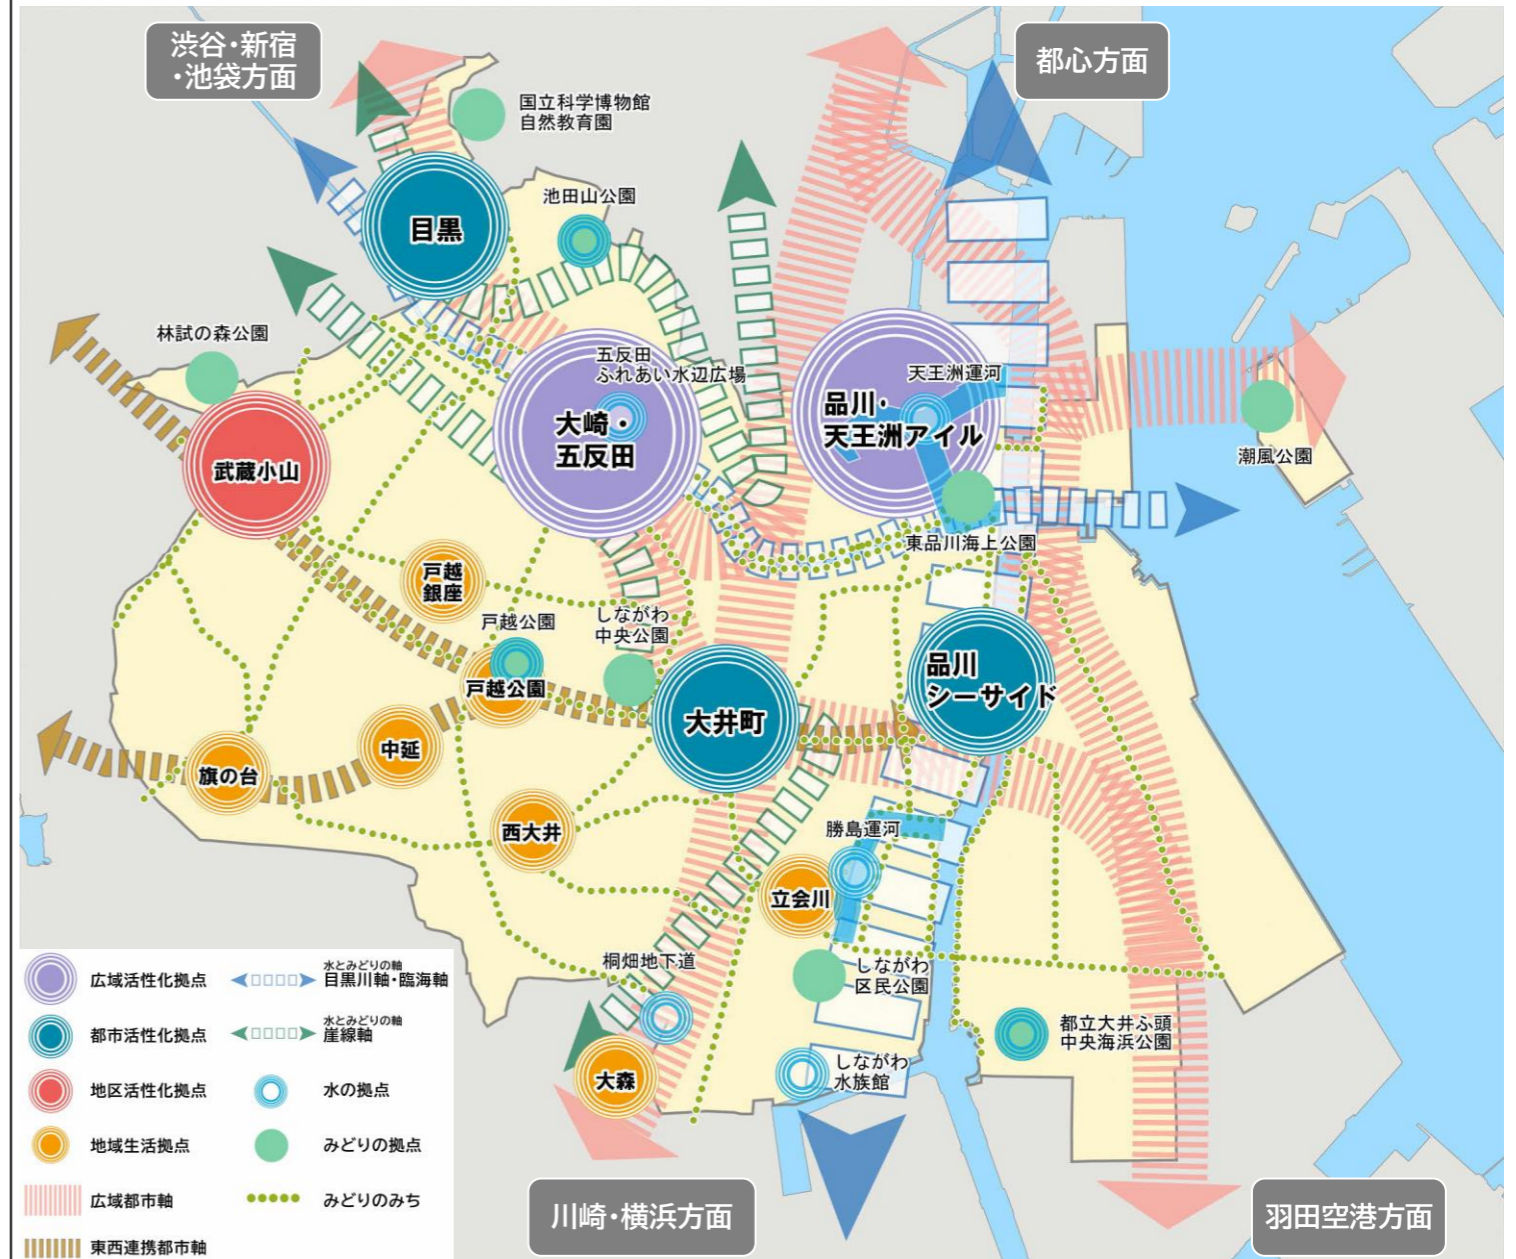 渋谷・新宿
・池袋方面
都心方面
国立科学博物館
自然教育園
池田山公園
目黒
林試の森公園
五反田
ふれあい水辺広場
大崎・
五反田
天王洲運河
品川・
天王洲アイル
潮風公園
武蔵小山
東品川海上公園
戸越
銀座
戸越公園
しながわ
中央公園
戸越公園
品川
シーサイド
大井町
中延
旗の台
西大井
勝島運河
立会川
桐畑地下道
しながわ
区民公園
都立大井ふ頭
中央海浜公園
しながわ
水族館
大森
広域活性化拠点
水とみどりの軸
目黒川軸・臨海軸
都市活性化拠点
水とみどりの軸
崖線軸
地区活性化拠点
水の拠点
地域生活拠点
みどりの拠点
広域都市軸
みどりのみち
東西連携都市軸
川崎・横浜方面
羽田空港方面